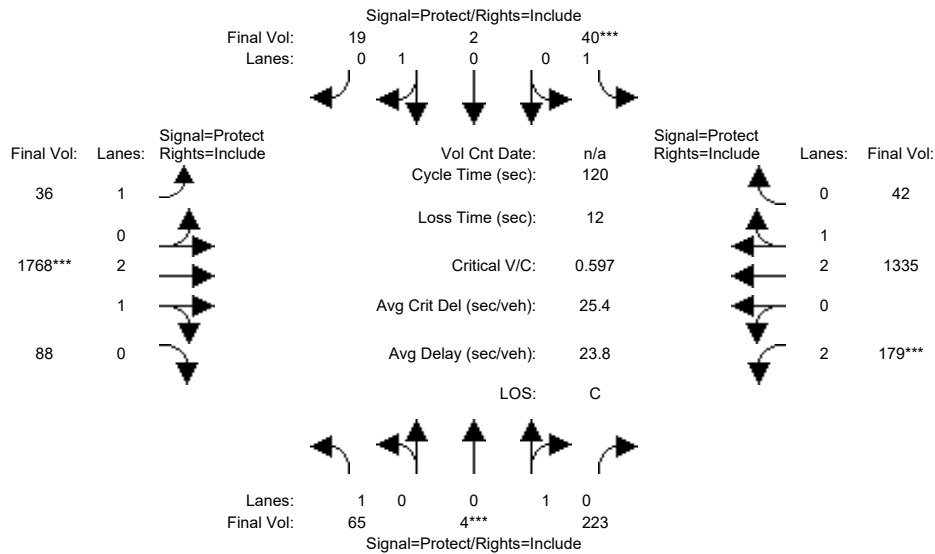 Signal=Protect/Rights=Include
Final Vol: 19 2 40***
Lanes: 0 1 0 0 1
Signal=Protect
Final Vol: Lanes: Rights=Include Vol Cnt Date: n/a
Signal=Protect
Rights=Include Lanes: Final Vol:
Cycle Time (sec): 120
36 1 0 42
Loss Time (sec): 12
0 1
1768*** 2 Critical V/C: 0.597 2 1335
1 Avg Crit Del (sec/veh): 25.4 0
88 0 Avg Delay (sec/veh): 23.8 2 179***
LOS: C
Lanes: 1 0 0 1 0
Final Vol: 65 4*** 223
Signal=Protect/Rights=Include